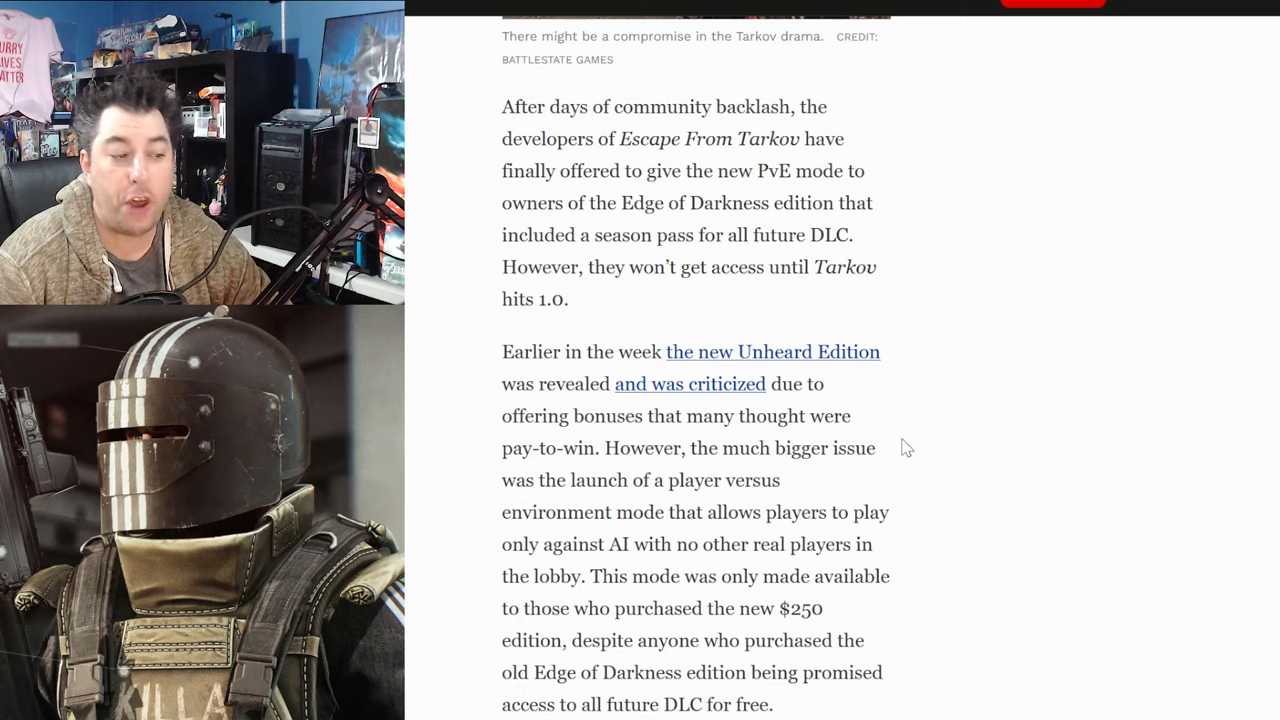 URRY
IVES
ATTER
There might be a compromise in the Tarkov drama. CREDIT:
BATTLESTATE GAMES
After days of community backlash, the
developers of Escape From Tarkov have
finally offered to give the new PvE mode to
owners of the Edge of Darkness edition that
included a season pass for all future DLC.
However, they won’t get access until Tarkov
hits 1.0.
Earlier in the week the new Unheard Edition
was revealed and was criticized due to
offering bonuses that many thought were
pay-to-win. However, the much bigger issue
was the launch of a player versus
environment mode that allows players to play
only against AI with no other real players in
the lobby. This mode was only made available
to those who purchased the new $250
edition, despite anyone who purchased the
old Edge of Darkness edition being promised
access to all future DLC for free.
KILLA